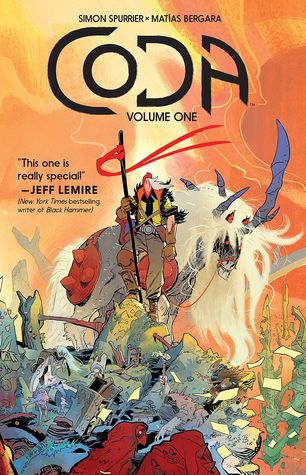 SIMON SPURRIER × MATÍAS BERGARA
CODA™
VOLUME ONE
"This one is
really special!"
—JEFF LEMIRE
(New York Times bestselling
writer of Black Hammer)